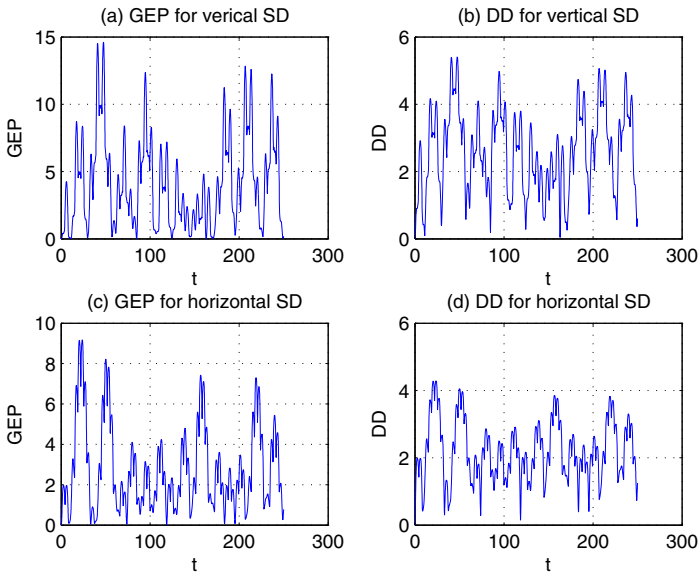 (a) GEP for verical SD
15
10
5
0
GEP
0
100
200
300
t
(b) DD for vertical SD
6
4
2
0
DD
0
100
200
300
t
(c) GEP for horizontal SD
10
8
6
4
2
0
GEP
0
100
200
300
t
(d) DD for horizontal SD
6
4
2
0
DD
0
100
200
300
t